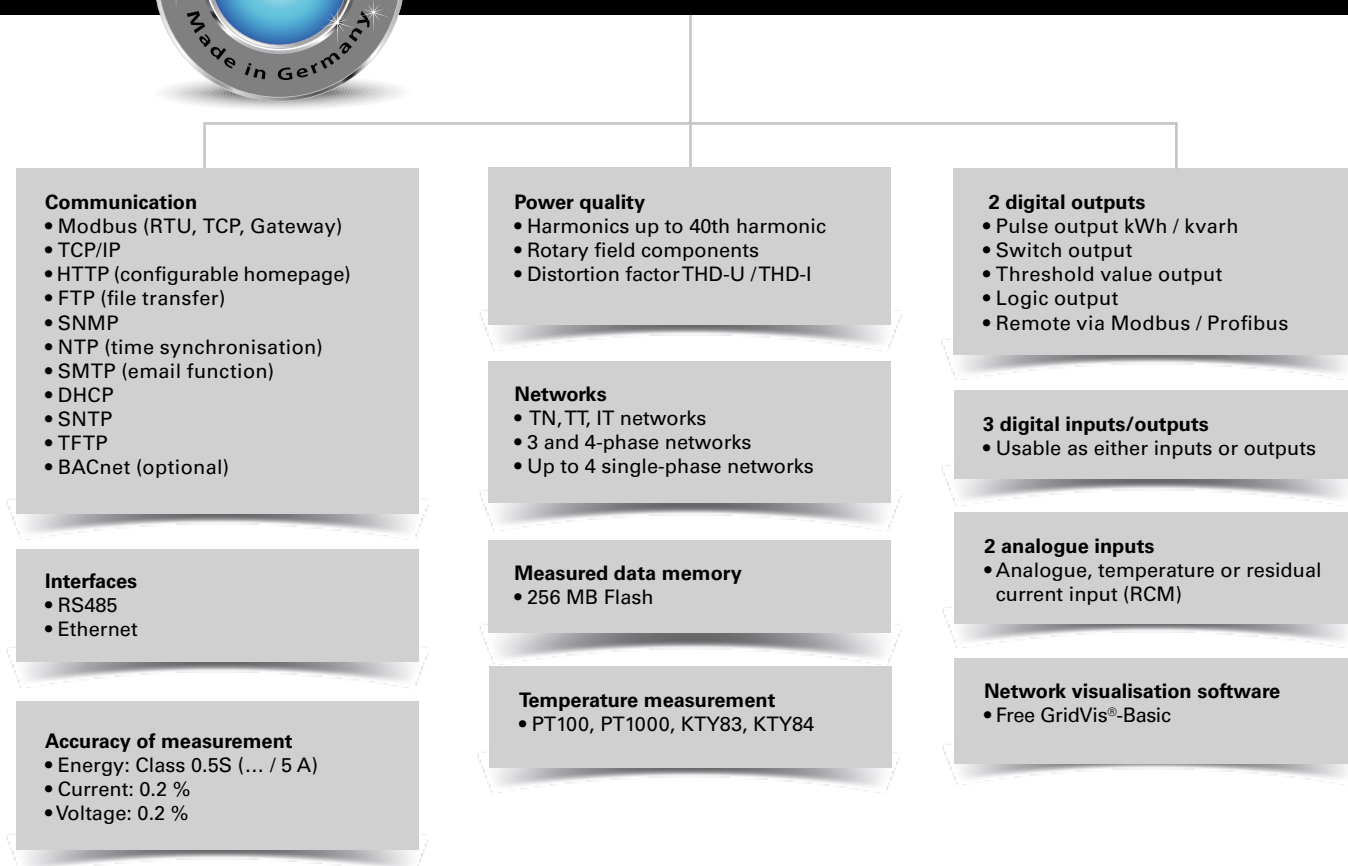 Made in Germany
Communication
• Modbus (RTU, TCP, Gateway)
• TCP/IP
• HTTP (configurable homepage)
• FTP (file transfer)
• SNMP
• NTP (time synchronisation)
• SMTP (email function)
• DHCP
• SNTP
• TFTP
• BACnet (optional)
Interfaces
• RS485
• Ethernet
Accuracy of measurement
• Energy: Class 0.5S (… / 5 A)
• Current: 0.2 %
• Voltage: 0.2 %
Power quality
• Harmonics up to 40th harmonic
• Rotary field components
• Distortion factor THD-U / THD-I
Networks
• TN, TT, IT networks
• 3 and 4-phase networks
• Up to 4 single-phase networks
Measured data memory
• 256 MB Flash
Temperature measurement
• PT100, PT1000, KTY83, KTY84
2 digital outputs
• Pulse output kWh / kvarh
• Switch output
• Threshold value output
• Logic output
• Remote via Modbus / Profibus
3 digital inputs/outputs
• Usable as either inputs or outputs
2 analogue inputs
• Analogue, temperature or residual
current input (RCM)
Network visualisation software
• Free GridVis®-Basic